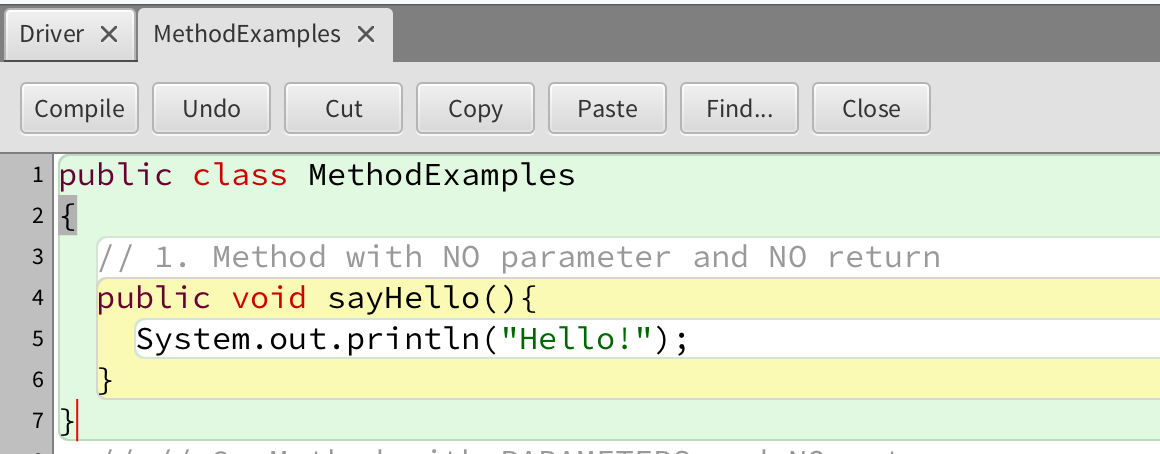 Driver × MethodExamples ×
Compile Undo Cut Copy Paste Find... Close
1 public class MethodExamples
2 {
3 // 1. Method with NO parameter and NO return
4 public void sayHello(){
5 System.out.println("Hello!");
6 }
7 }